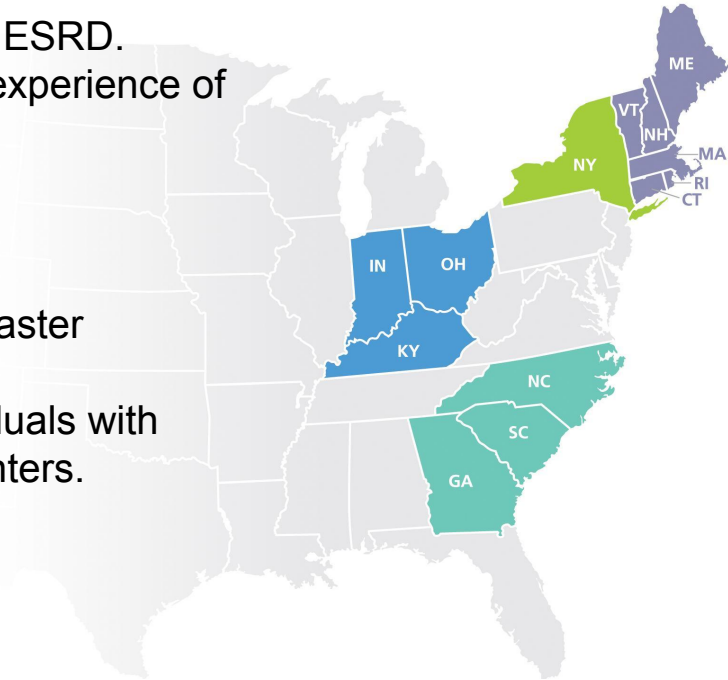 ESRD.
experience of
aster
duals with
nters.
ME
VT
NH
NY
MA
RI
CT
IN
OH
KY
NC
SC
GA